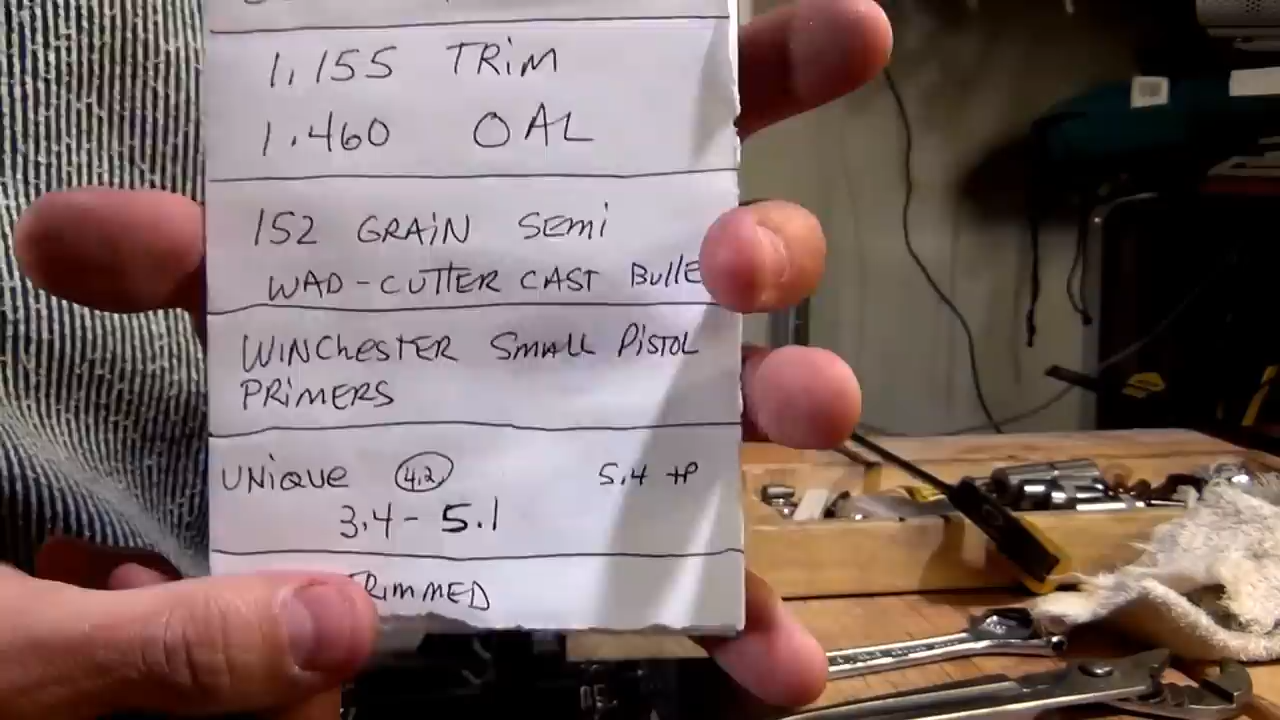 1.155 TRIM
1.460 OAL
152 GRAIN SEMI
WAD-CUTTER CAST BullE
WINChESTER SMALL PISTOL
PRIMERS
UNIQUE 4.2 5.4 +P
3.4 - 5.1
TRIMMED